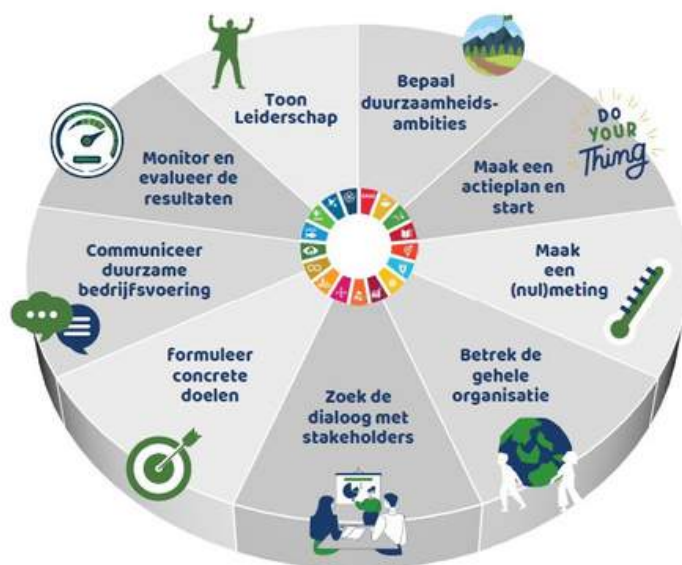 Toon
Leiderschap
Bepaal
duurzaamheids-
ambities
DO
YOUR
Thing
Maak een
actieplan en
start
Maak
een
(nul)meting
Betrek de
gehele
organisatie
Zoek de
dialoog met
stakeholders
formuleer
concrete
doelen
Communiceer
duurzame
bedrijfsvoering
Monitor en
evalueer de
resultaten